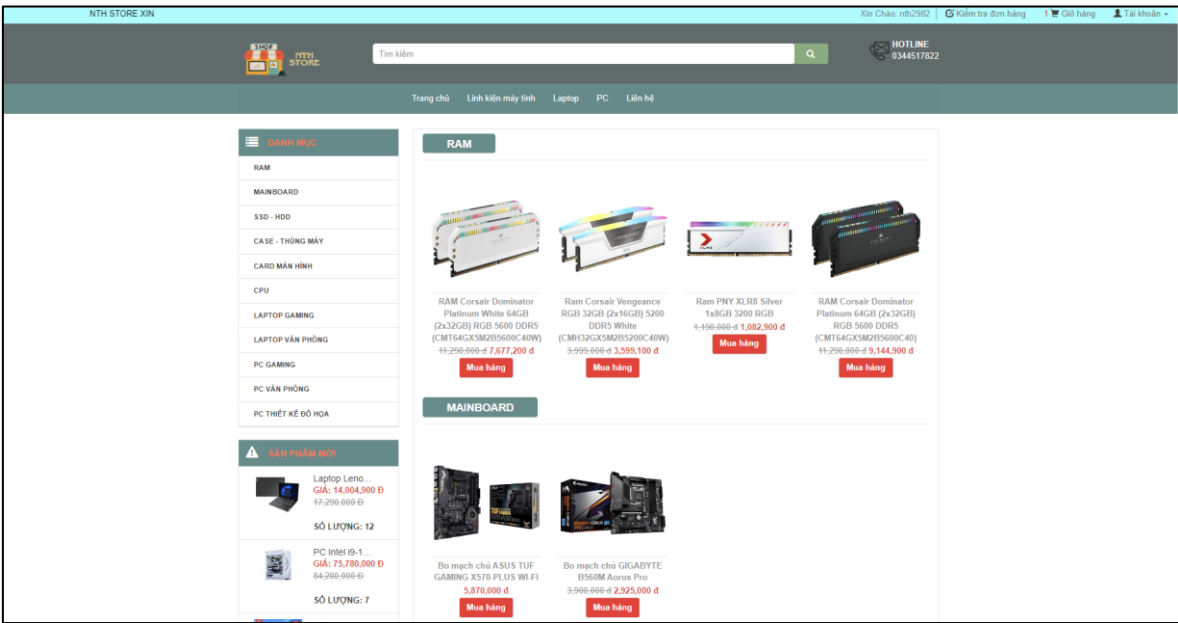 NTH STORE XIN
Xin Chào: nth2982
Kiểm tra đơn hàng
1 Giỏ hàng
Tài khoản
SHOP
NTH
STORE
Tìm kiếm
HOTLINE
0344517822
Trang chủ
Linh kiện máy tính
Laptop
PC
Liên hệ
DANH MỤC
RAM
MAINBOARD
SSD - HDD
CASE - THÙNG MÁY
CARD MÀN HÌNH
CPU
LAPTOP GAMING
LAPTOP VĂN PHÒNG
PC GAMING
PC VĂN PHÒNG
PC THIẾT KẾ ĐỒ HỌA
SẢN PHẨM MỚI
Laptop Leno...
GIÁ: 14,004,900 Đ
17,290,000 Đ
SỐ LƯỢNG: 12
PC Intel i9-1...
GIÁ: 75,780,000 Đ
84,200,000 Đ
SỐ LƯỢNG: 7
RAM
RAM Corsair Dominator
Platinum White 64GB
(2x32GB) RGB 5600 DDR5
(CMT64GX5M2B5600C40W)
11,290,000 đ 7,677,200 đ
Mua hàng
Ram Corsair Vengeance
RGB 32GB (2x16GB) 5200
DDR5 White
(CMH32GX5M2B5200C40W)
3,999,000 đ 3,599,100 đ
Mua hàng
Ram PNY XLR8 Silver
1x8GB 3200 RGB
1,190,000 đ 1,082,900 đ
Mua hàng
RAM Corsair Dominator
Platinum 64GB (2x32GB)
RGB 5600 DDR5
(CMT64GX5M2B5600C40)
11,290,000 đ 9,144,900 đ
Mua hàng
MAINBOARD
Bo mạch chủ ASUS TUF
GAMING X570-PLUS WI-FI
5,870,000 đ
Mua hàng
Bo mạch chủ GIGABYTE
B560M Aorus Pro
3,900,000 đ 2,925,000 đ
Mua hàng